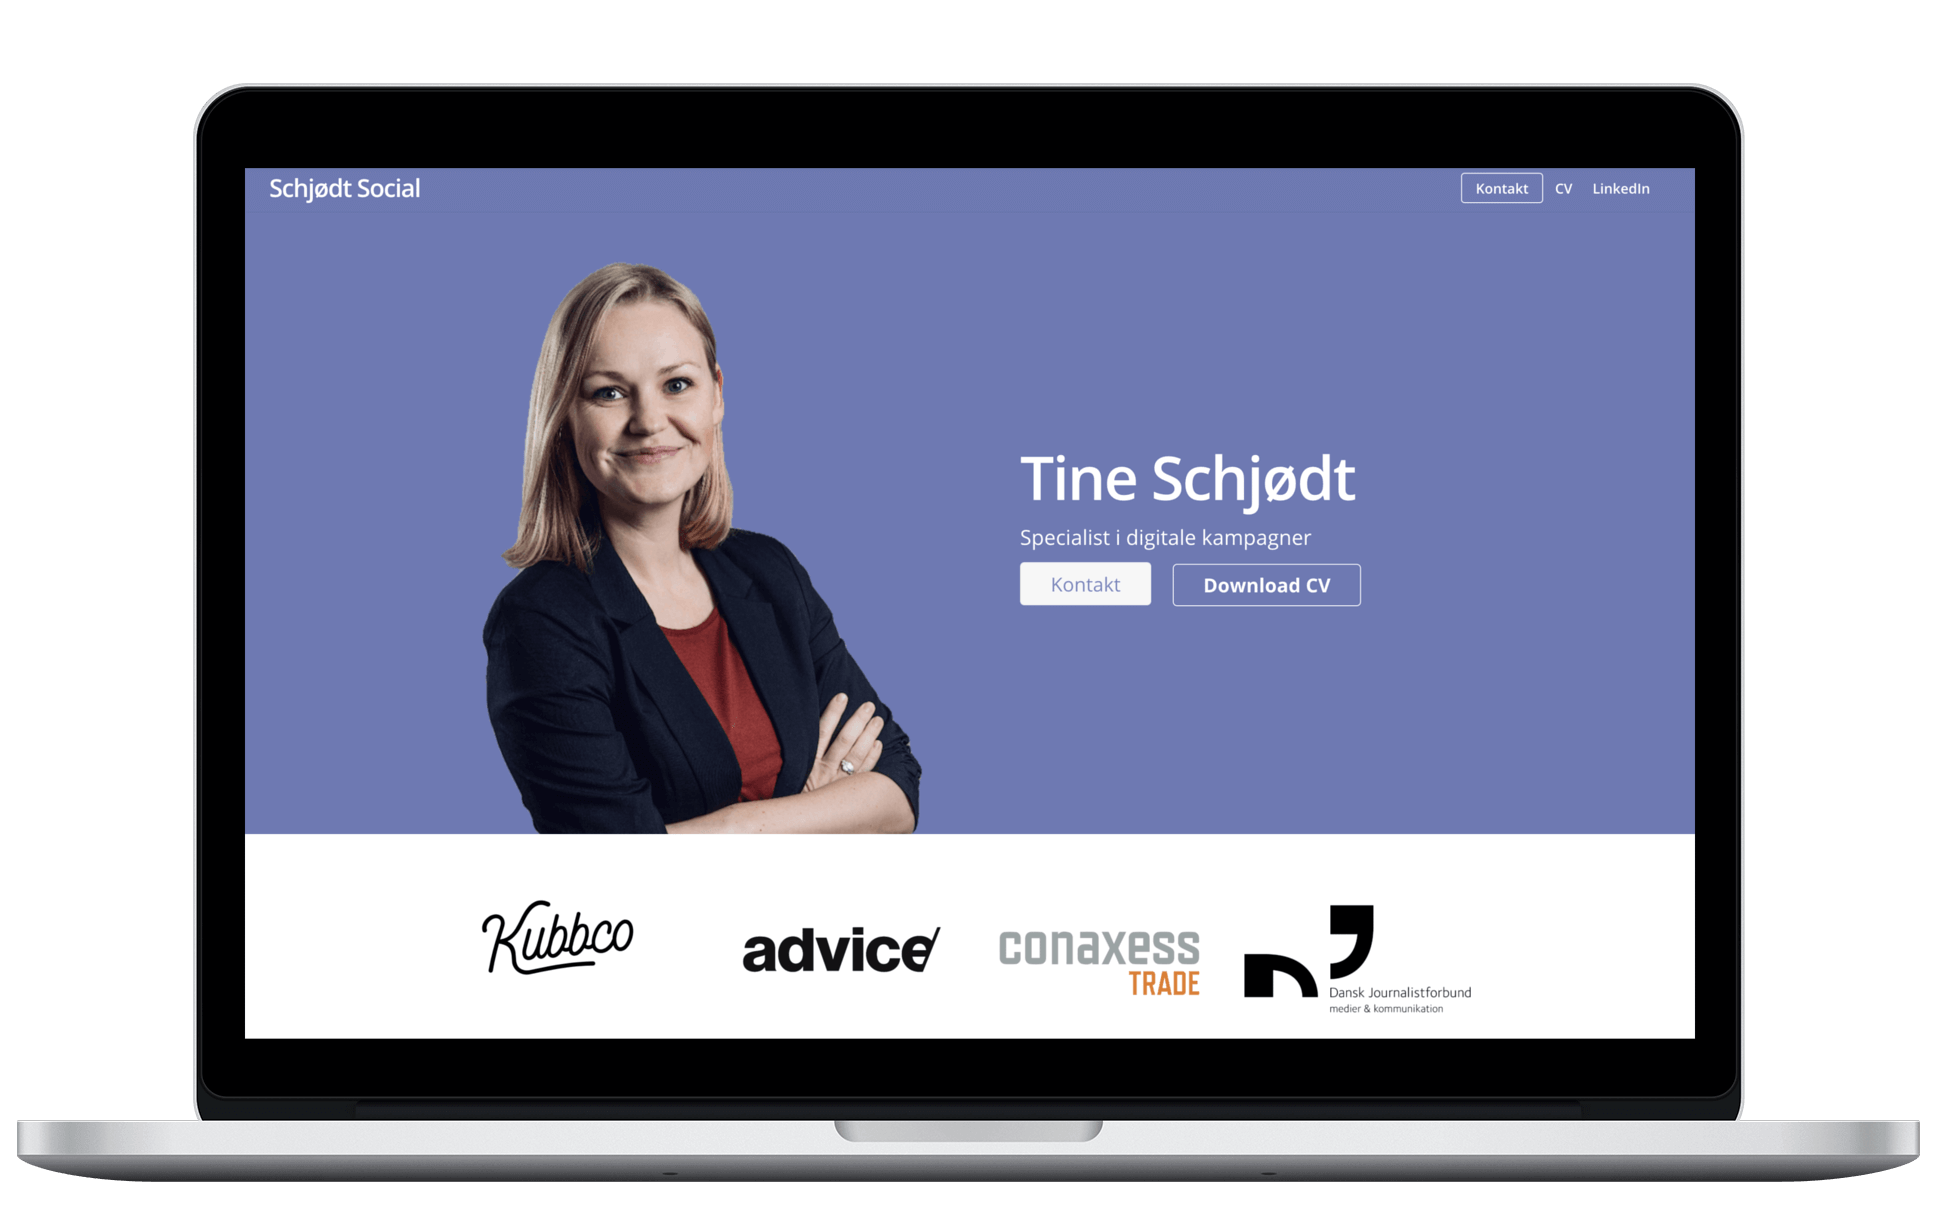 Schjødt Social
Kontakt CV LinkedIn
Tine Schjødt
Specialist i digitale kampagner
Kontakt Download CV
Kubbco
advice
conaxess
TRADE
Dansk Journalistforbund
medier & kommunikation